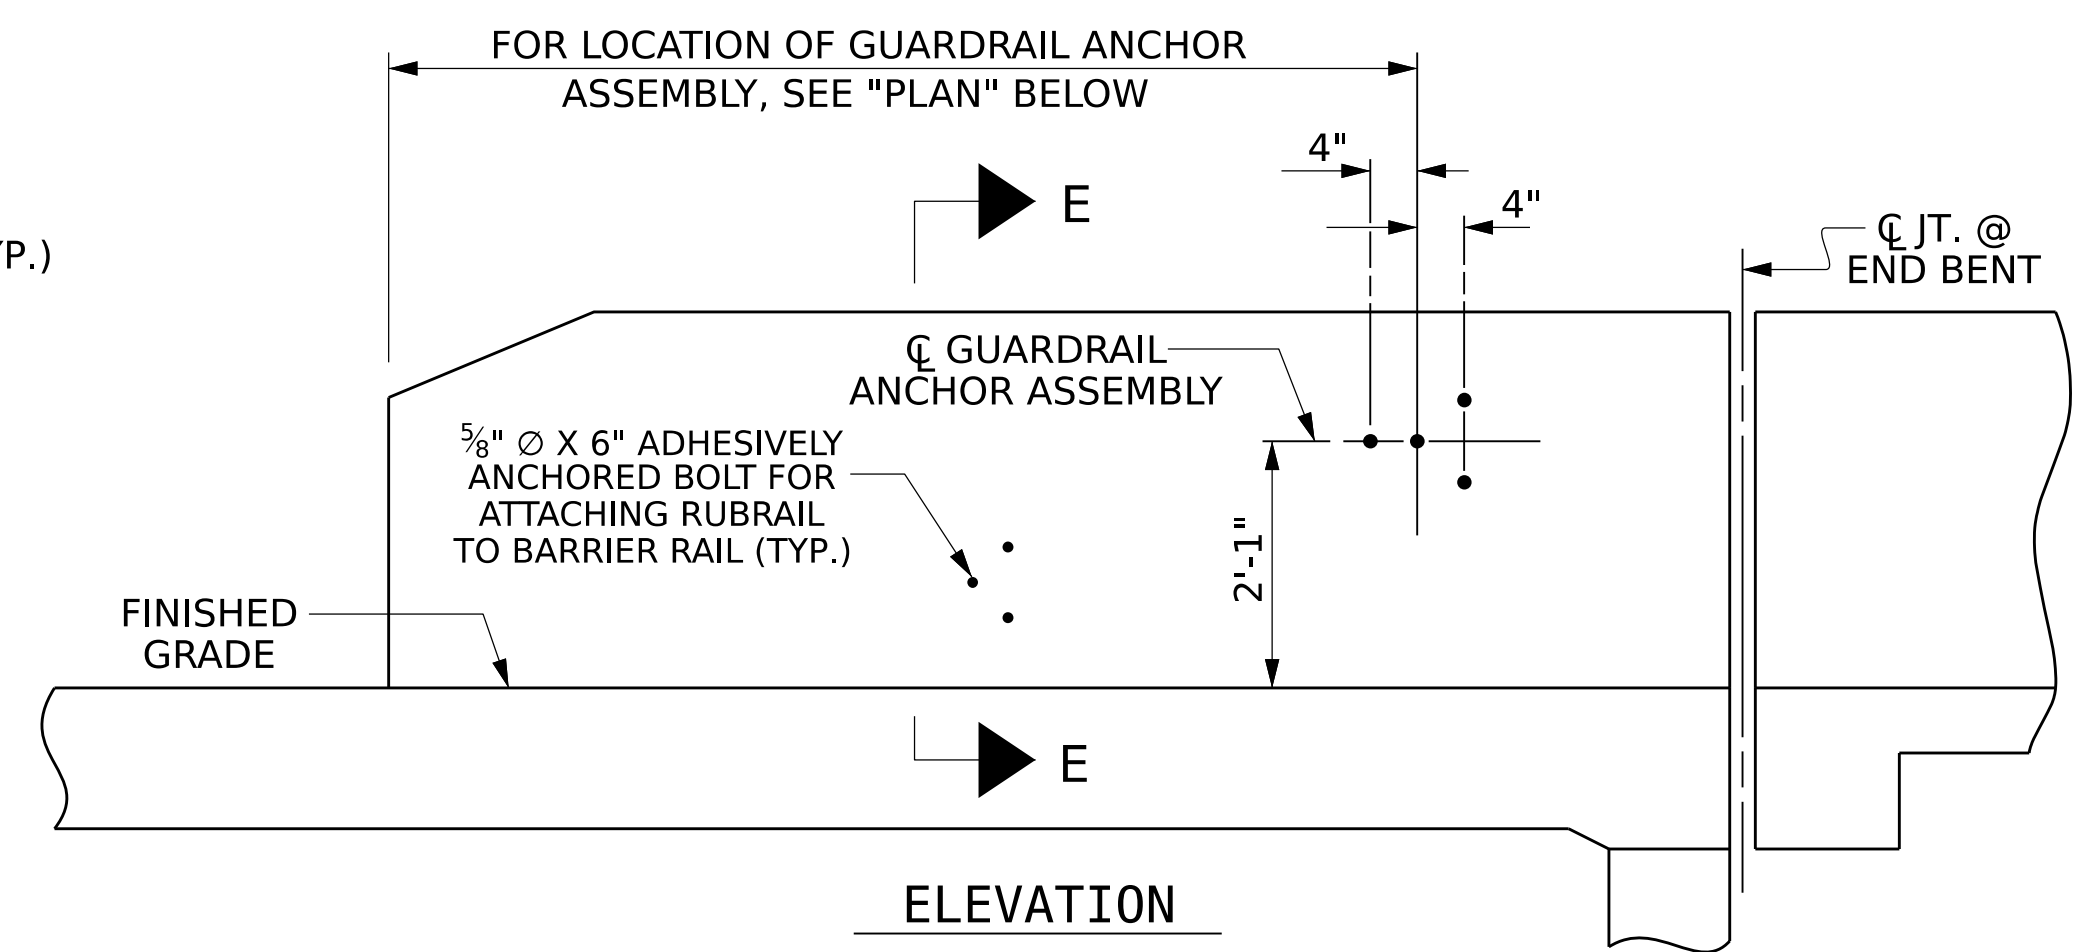 FOR LOCATION OF GUARDRAIL ANCHOR
ASSEMBLY, SEE "PLAN" BELOW
4"
E
4"
YP.)
℄ JT. @
END BENT
℄ GUARDRAIL
ANCHOR ASSEMBLY
⅝" ∅ X 6" ADHESIVELY
ANCHORED BOLT FOR
ATTACHING RUBRAIL
TO BARRIER RAIL (TYP.)
2'-1"
FINISHED
GRADE
E
ELEVATION